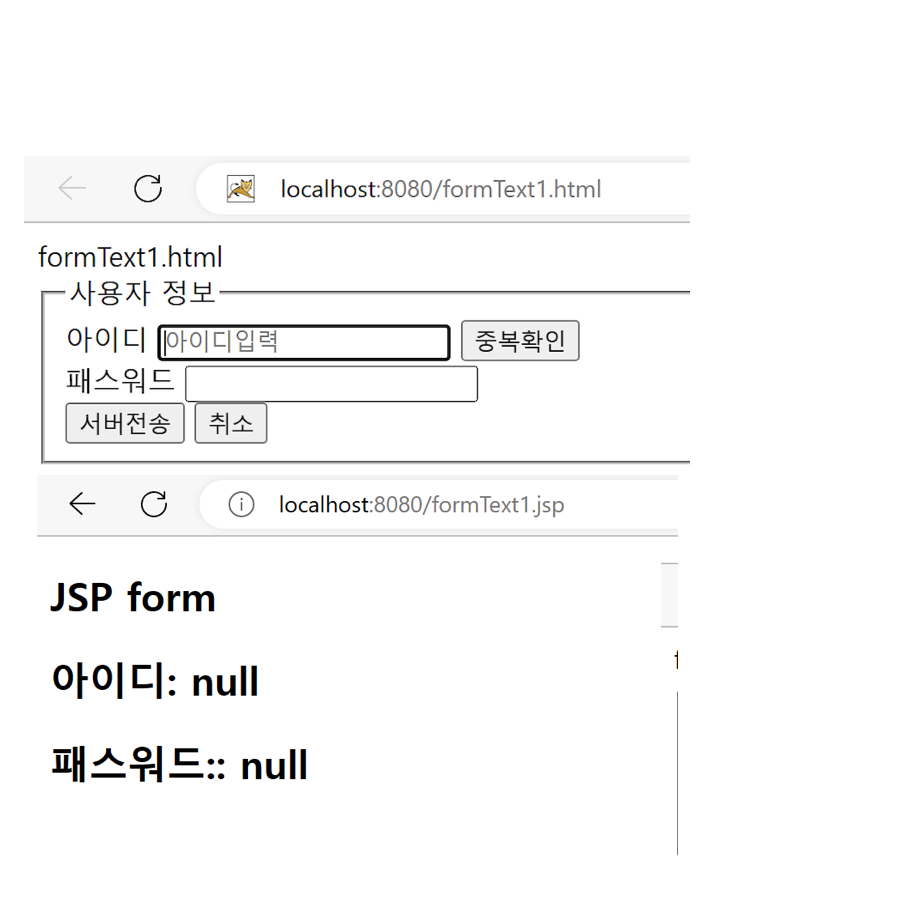 localhost:8080/formText1.html
formText1.html
사용자 정보
아이디 아이디입력 중복확인
패스워드
서버전송 취소
localhost:8080/formText1.jsp
JSP form
아이디: null
패스워드:: null